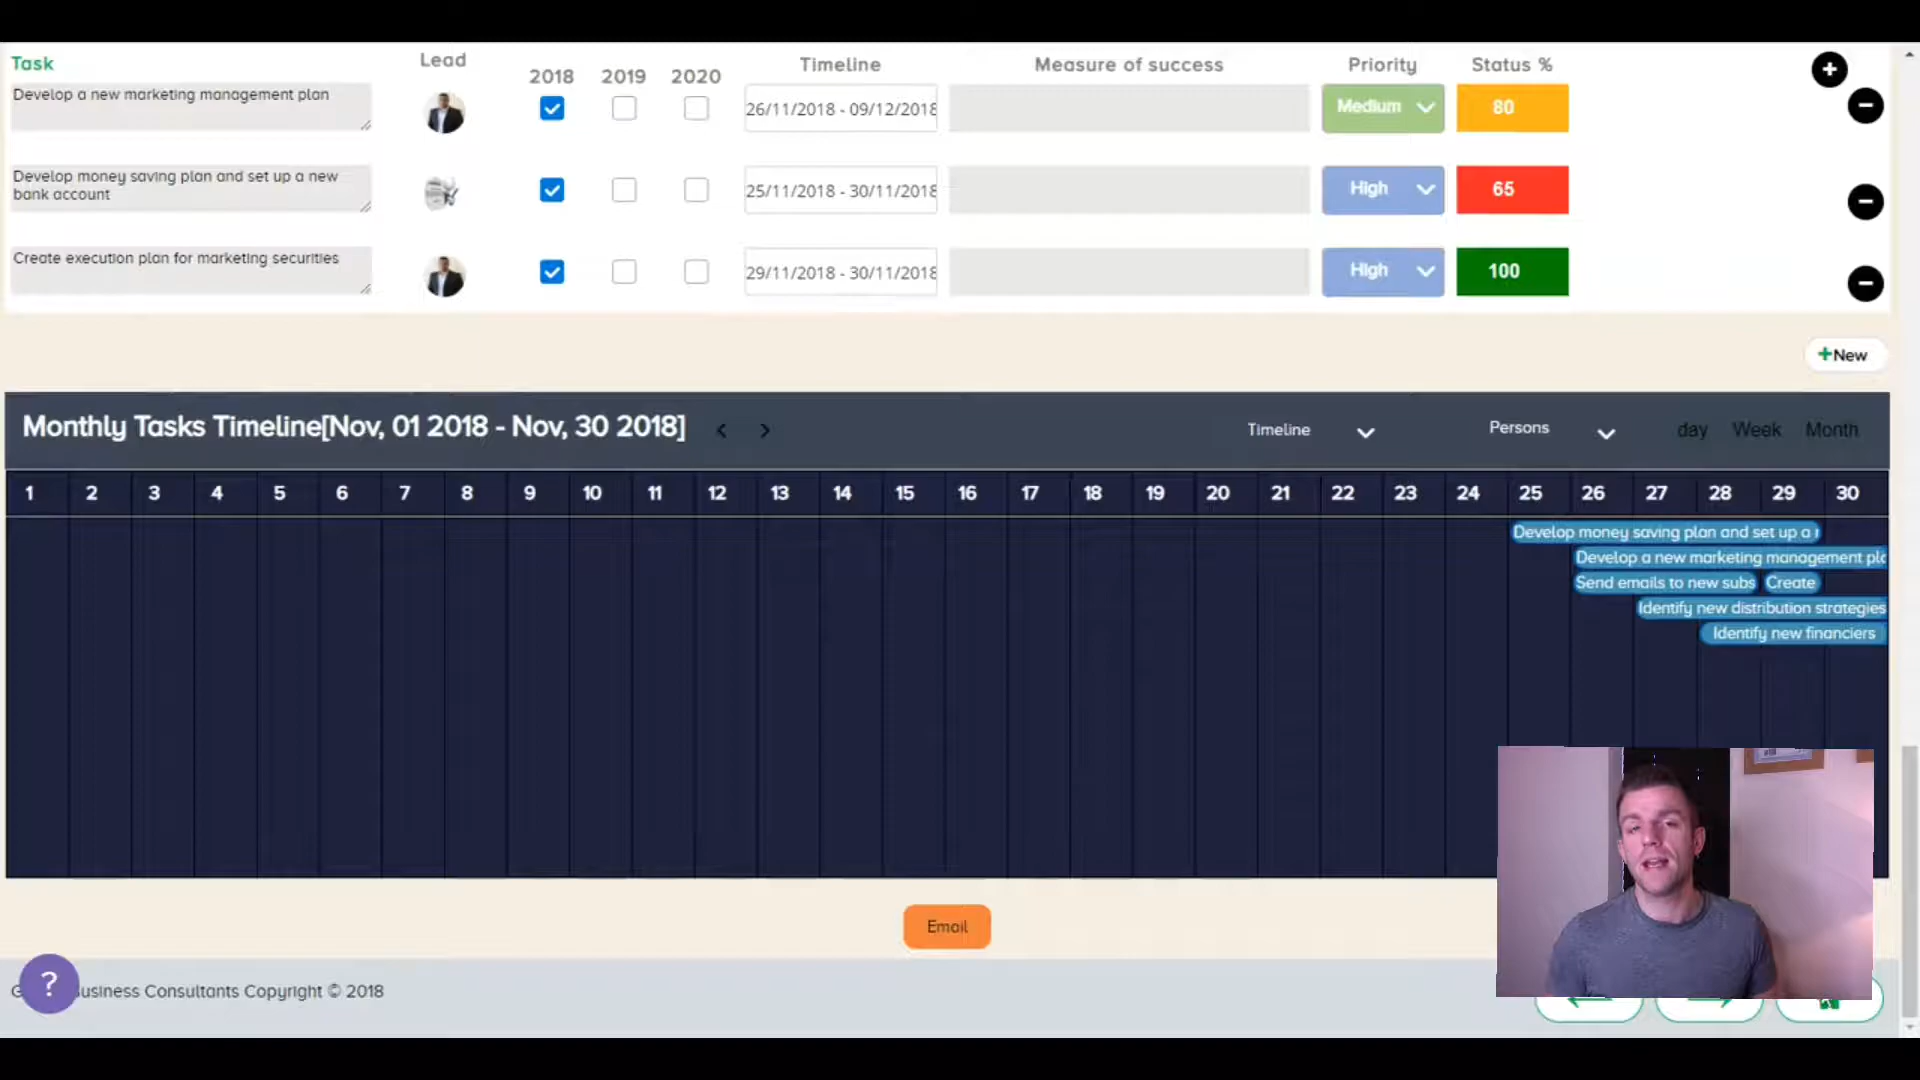 Task Lead 2018 2019 2020 Timeline Measure of success Priority Status %
Develop a new marketing management plan
26/11/2018 - 09/12/2018 Medium 80
Develop money saving plan and set up a new
bank account
25/11/2018 - 30/11/2018 High 65
Create execution plan for marketing securities
29/11/2018 - 30/11/2018 High 100
+New
Monthly Tasks Timeline[Nov, 01 2018 - Nov, 30 2018] < > Timeline Persons day Week Month
1 2 3 4 5 6 7 8 9 10 11 12 13 14 15 16 17 18 19 20 21 22 23 24 25 26 27 28 29 30
Develop money saving plan and set up a
Develop a new marketing management
Send emails to new subs Create
Identify new distribution strategies
Identify new financiers
Email
? Business Consultants Copyright © 2018